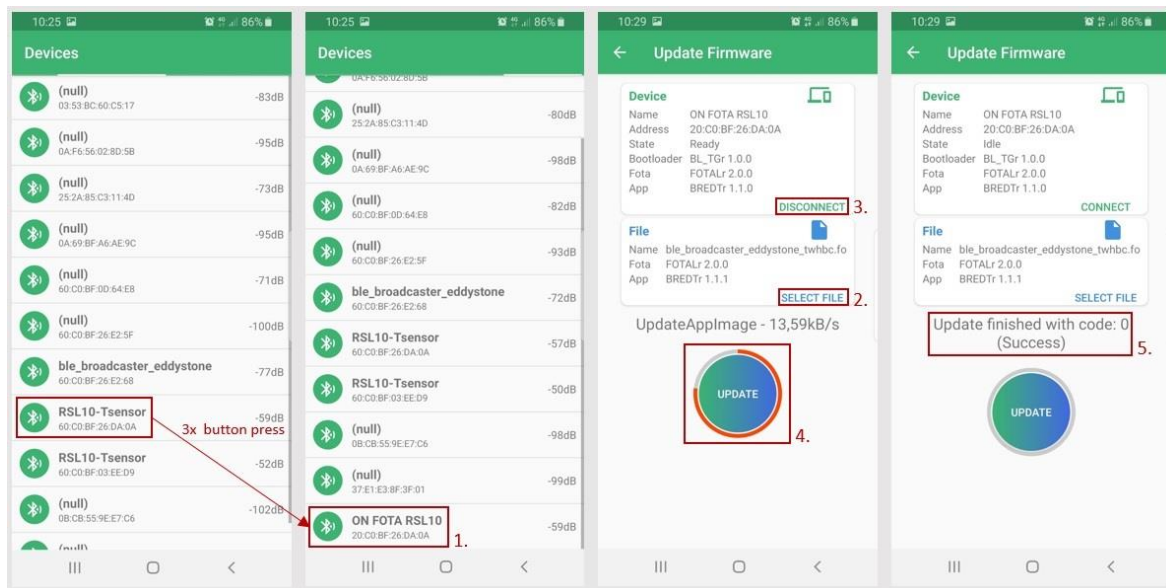 10:25
86%
Devices
(null)
03:53:BC:60:C5:17
-83dB
(null)
0A:F6:56:02:8D:5B
-95dB
(null)
25:2A:85:C3:11:4D
-73dB
(null)
0A:69:BF:A6:AE:9C
-95dB
(null)
60:C0:BF:0D:64:E8
-71dB
(null)
60:C0:BF:26:E2:5F
-100dB
ble_broadcaster_eddystone
60:C0:BF:26:E2:68
-77dB
RSL10-Tsensor
60:C0:BF:26:DA:0A
-59dB
3x button press
RSL10-Tsensor
60:C0:BF:03:EE:D9
-52dB
(null)
0B:CB:55:9E:E7:C6
-102dB
(null)
10:25
86%
Devices
0A:F6:56:02:8D:5B
(null)
25:2A:85:C3:11:4D
-80dB
(null)
0A:69:BF:A6:AE:9C
-98dB
(null)
60:C0:BF:0D:64:E8
-82dB
(null)
60:C0:BF:26:E2:5F
-93dB
ble_broadcaster_eddystone
60:C0:BF:26:E2:68
-72dB
RSL10-Tsensor
60:C0:BF:26:DA:0A
-57dB
RSL10-Tsensor
60:C0:BF:03:EE:D9
-50dB
(null)
0B:CB:55:9E:E7:C6
-98dB
(null)
37:E1:E3:8F:3F:01
-99dB
ON FOTA RSL10
20:C0:BF:26:DA:0A
-59dB
1.
10:29
86%
Update Firmware
Device
Name ON FOTA RSL10
Address 20:C0:BF:26:DA:0A
State Ready
Bootloader BL_TGr 1.0.0
Fota FOTALr 2.0.0
App BREDTr 1.1.0
DISCONNECT 3.
File
Name ble_broadcaster_eddystone_twhbc.fo
Fota FOTALr 2.0.0
App BREDTr 1.1.1
SELECT FILE 2.
UpdateAppImage - 13,59kB/s
UPDATE
4.
10:29
86%
Update Firmware
Device
Name ON FOTA RSL10
Address 20:C0:BF:26:DA:0A
State Idle
Bootloader BL_TGr 1.0.0
Fota FOTALr 2.0.0
App BREDTr 1.1.0
CONNECT
File
Name ble_broadcaster_eddystone_twhbc.fo
Fota FOTALr 2.0.0
App BREDTr 1.1.1
SELECT FILE
Update finished with code: 0
(Success)
5.
UPDATE